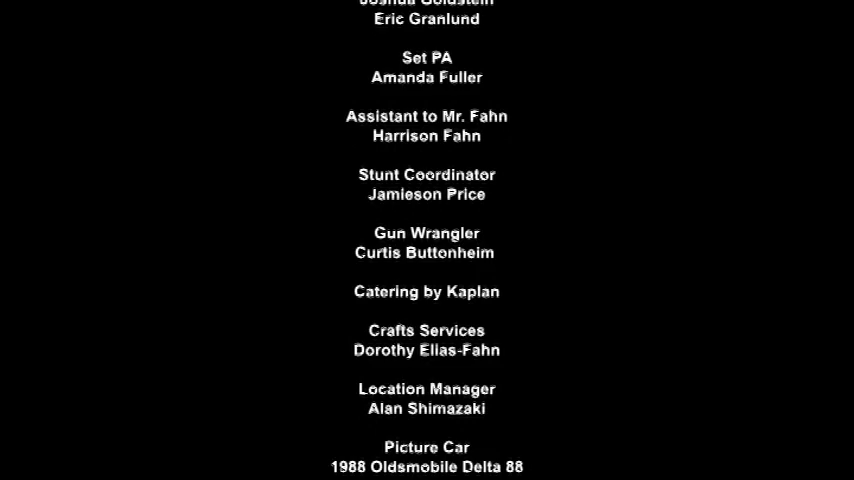 Joshua Goldstein
Eric Granlund
Set PA
Amanda Fuller
Assistant to Mr. Fahn
Harrison Fahn
Stunt Coordinator
Jamieson Price
Gun Wrangler
Curtis Buttonheim
Catering by Kaplan
Crafts Services
Dorothy Elias-Fahn
Location Manager
Alan Shimazaki
Picture Car
1988 Oldsmobile Delta 88